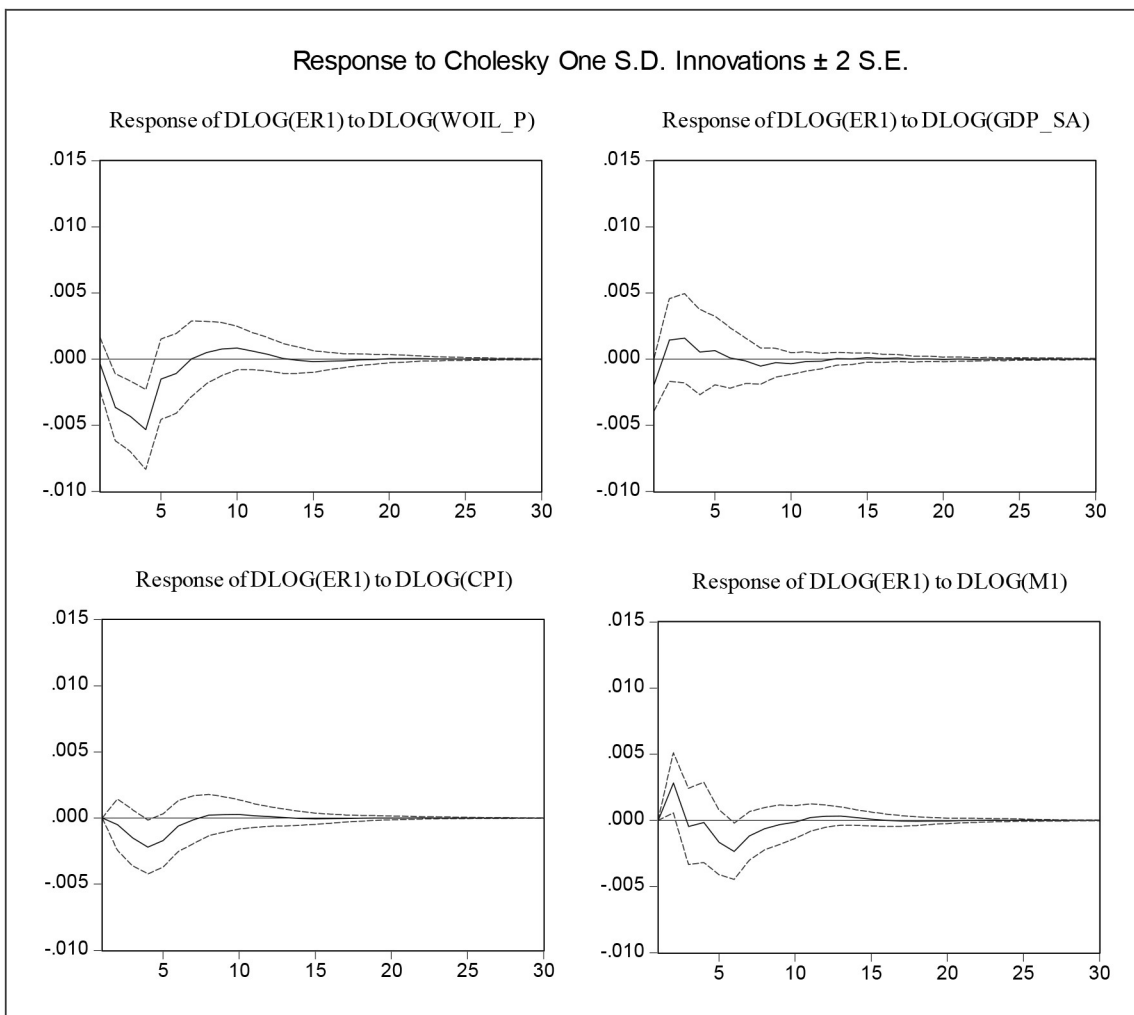 Response to Cholesky One S.D. Innovations ± 2 S.E.
Response of DLOG(ER1) to DLOG(WOIL_P)
.015
.010
.005
.000
-.005
-.010
5 10 15 20 25 30
Response of DLOG(ER1) to DLOG(GDP_SA)
.015
.010
.005
.000
-.005
-.010
5 10 15 20 25 30
Response of DLOG(ER1) to DLOG(CPI)
.015
.010
.005
.000
-.005
-.010
5 10 15 20 25 30
Response of DLOG(ER1) to DLOG(M1)
.015
.010
.005
.000
-.005
-.010
5 10 15 20 25 30